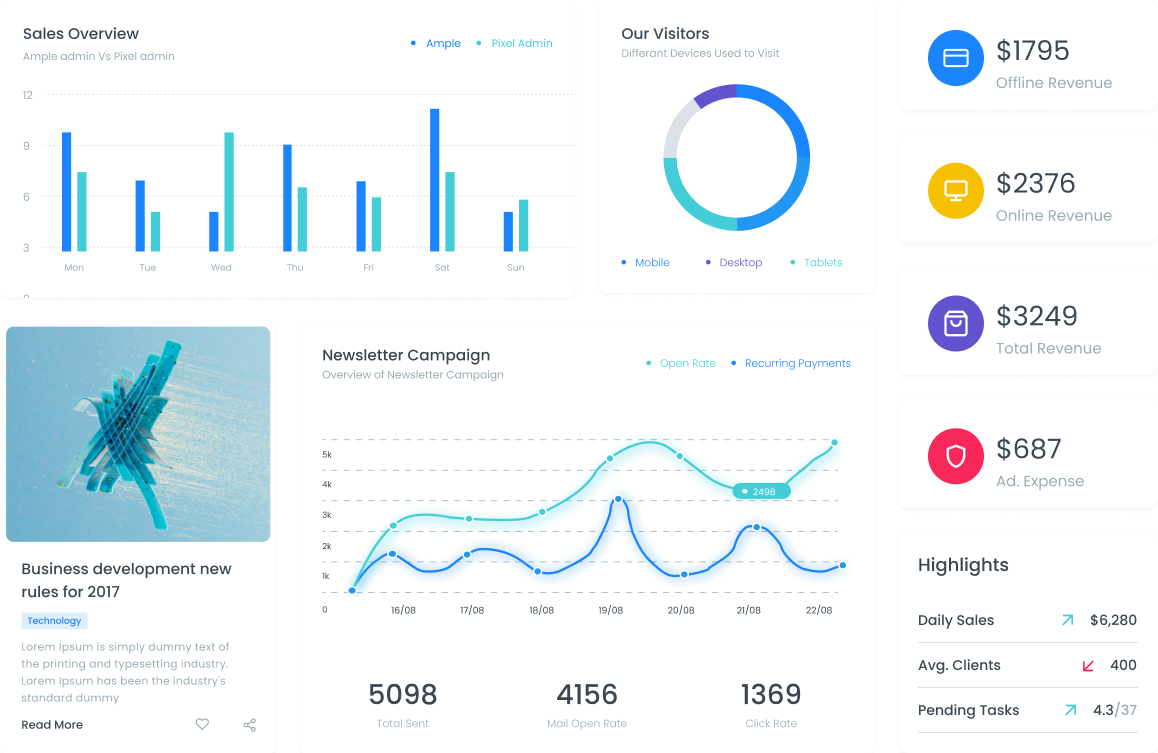 Sales Overview
Ample admin Vs Pixel admin
Ample
Pixel Admin
12
9
6
3
Mon
Tue
Wed
Thu
Fri
Sat
Sun
Our Visitors
Differant Devices Used to Visit
Mobile
Desktop
Tablets
$1795
Offline Revenue
$2376
Online Revenue
$3249
Total Revenue
$687
Ad. Expense
Business development new
rules for 2017
Technology
Lorem Ipsum is simply dummy text of
the printing and typesetting industry.
Lorem Ipsum has been the industry's
standard dummy
Read More
Newsletter Campaign
Overview of Newsletter Campaign
Open Rate
Recurring Payments
5k
4k
3k
2k
1k
0
2498
16/08
17/08
18/08
19/08
20/08
21/08
22/08
5098
Total Sent
4156
Mail Open Rate
1369
Click Rate
Highlights
Daily Sales $6,280
Avg. Clients 400
Pending Tasks 4.3/37